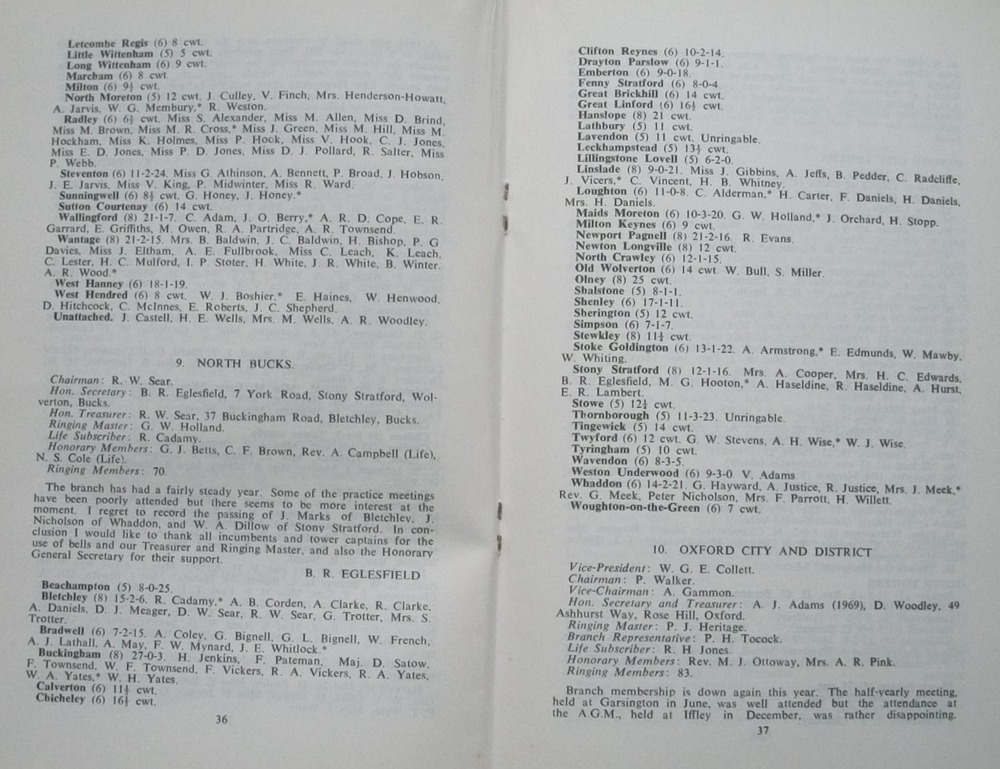 Letcombe Regis (6) 8 cwt.
Little Wittenham (5) 5 cwt.
Long Wittenham (6) 9 cwt.
Marcham (6) 8 cwt
Milton (6) 9½ cwt.
North Moreton (5) 12 cwt. J. Culley, V. Finch, Mrs. Henderson-Howatt,
A. Jarvis, W. G. Membury,* R. Weston.
Radley (6) 6½ cwt. Miss S. Alexander, Miss M. Allen, Miss D. Brind,
Miss M. Brown, Miss M. R. Cross,* Miss J. Green, Miss M. Hill, Miss M.
Hockham, Miss K. Holmes, Miss P. Hook, Miss V. Hook, C. J. Jones,
Miss E. D. Jones, Miss P. D. Jones, Miss D. J. Pollard, R. Salter, Miss
P. Webb.
Steventon (6) 11-2-24. Miss G. Athinson, A. Bennett, P. Broad, J. Hobson,
J. E. Jarvis, Miss V. King, P. Midwinter, Miss R. Ward.
Sunningwell (6) 8½ cwt. G. Honey, J. Honey.*
Sutton Courtenay (6) 14 cwt.
Wallingford (8) 21-1-7. C. Adam, J. O. Berry,* A. R. D. Cope, E. R.
Garrard, E. Griffiths, M. Owen, R. A. Partridge, A. R. Townsend.
Wantage (8) 21-2-15. Mrs. B. Baldwin, J. C. Baldwin, H. Bishop, P. G
Davies, Miss J. Eltham, A. E. Fullbrook, Miss C. Leach, K. Leach,
C. Lester, H. C. Mulford, I. P. Stoter, H. White, J. R. White, B. Winter,
A. R. Wood.*
West Hanney (6) 18-1-19.
West Hendred (6) 8 cwt. W. J. Boshier,* E. Haines, W. Henwood,
D. Hitchcock, C. McInnes, E. Roberts, J. C. Shepherd.
Unattached. J. Castell, H. E. Wells, Mrs. M. Wells, A. R. Woodley.
9. NORTH BUCKS.
Chairman: R. W. Sear.
Hon. Secretary: B. R. Eglesfield, 7 York Road, Stony Stratford, Wol-
verton, Bucks.
Hon. Treasurer: R. W. Sear, 37 Buckingham Road, Bletchley, Bucks.
Ringing Master: G. W. Holland.
Life Subscriber: R. Cadamy.
Honorary Members: G. J. Betts, C. F. Brown, Rev. A. Campbell (Life),
N. S. Cole (Life).
Ringing Members: 70.
The branch has had a fairly steady year. Some of the practice meetings
have been poorly attended but there seems to be more interest at the
moment. I regret to record the passing of J. Marks of Bletchley, J.
Nicholson of Whaddon, and W. A. Dillow of Stony Stratford. In con-
clusion I would like to thank all incumbents and tower captains for the
use of bells and our Treasurer and Ringing Master, and also the Honorary
General Secretary for their support.
B. R. EGLESFIELD
Beachampton (5) 8-0-25.
Bletchley (8) 15-2-6. R. Cadamy,* A. B. Corden, A. Clarke, R. Clarke,
A. Daniels, D. J. Meager, D. W. Sear, R. W. Sear, G. Trotter, Mrs. S.
Trotter.
Bradwell (6) 7-2-15. A. Coley, G. Bignell, G. L. Bignell, W. French,
A. J. Lathall, A. May, F. W. Mynard, J. E. Whitlock.*
Buckingham (8) 27-0-3. H. Jenkins, F. Pateman, Maj. D. Satow,
F. Townsend, W. F. Townsend, F. Vickers, R. A. Vickers, R. A. Yates,
W. A. Yates,* W. H. Yates.
Calverton (6) 11½ cwt.
Chicheley (6) 16½ cwt.
36
Clifton Reynes (6) 10-2-14.
Drayton Parslow (6) 9-1-1.
Emberton (6) 9-0-18.
Fenny Stratford (6) 8-0-4.
Great Brickhill (6) 14 cwt.
Great Linford (6) 16½ cwt.
Hanslope (8) 21 cwt.
Lathbury (5) 11 cwt.
Lavendon (5) 11 cwt. Unringable.
Leckhampstead (5) 13½ cwt.
Lillingstone Lovell (5) 6-2-0.
Linslade (8) 9-0-21. Miss J. Gibbins, A. Jeffs, B. Pedder, C. Radcliffe,
J. Vicers,* C. Vincent, H. B. Whitney.
Loughton (6) 11-0-8. C. Alderman,* H. Carter, F. Daniels, H. Daniels,
Mrs. H. Daniels.
Maids Moreton (6) 10-3-20. G. W. Holland,* J. Orchard, H. Stopp.
Milton Keynes (6) 9 cwt.
Newport Pagnell (8) 21-2-16. R. Evans.
Newton Longville (8) 12 cwt.
North Crawley (6) 12-1-15.
Old Wolverton (6) 14 cwt. W. Bull, S. Miller.
Olney (8) 25 cwt.
Shalstone (5) 8-1-1.
Shenley (6) 17-1-11.
Sherington (5) 12 cwt.
Simpson (6) 7-1-7.
Stewkley (8) 11½ cwt.
Stoke Goldington (6) 13-1-22. A. Armstrong,* E. Edmunds, W. Mawby,
W. Whiting.
Stony Stratford (8) 12-1-16. Mrs. A. Cooper, Mrs. H. C. Edwards,
B. R. Eglesfield, M. G. Hooton,* A. Haseldine, R. Haseldine, A. Hurst,
E. R. Lambert.
Stowe (5) 12½ cwt.
Thornborough (5) 11-3-23. Unringable.
Tingewick (5) 14 cwt.
Twyford (6) 12 cwt. G. W. Stevens, A. H. Wise,* W. J. Wise.
Tyringham (5) 10 cwt.
Wavendon (6) 8-3-5.
Weston Underwood (6) 9-3-0. V. Adams.
Whaddon (6) 14-2-21. G. Hayward, A. Justice, R. Justice, Mrs. J. Meek,*
Rev. G. Meek, Peter Nicholson, Mrs. F. Parrott, H. Willett.
Woughton-on-the-Green (6) 7 cwt.
10. OXFORD CITY AND DISTRICT
Vice-President: W. G. E. Collett.
Chairman: P. Walker.
Vice-Chairman: A. Gammon.
Hon. Secretary and Treasurer: A. J. Adams (1969), D. Woodley, 49
Ashhurst Way, Rose Hill, Oxford.
Ringing Master: P. J. Heritage.
Branch Representative: P. H. Tocock.
Life Subscriber: R. H Jones.
Honorary Members: Rev. M. J. Ottoway, Mrs. A. R. Pink.
Ringing Members: 83.
Branch membership is down again this year. The half-yearly meeting,
held at Garsington in June, was well attended but the attendance at
the A G.M., held at Iffley in December, was rather disappointing.
37